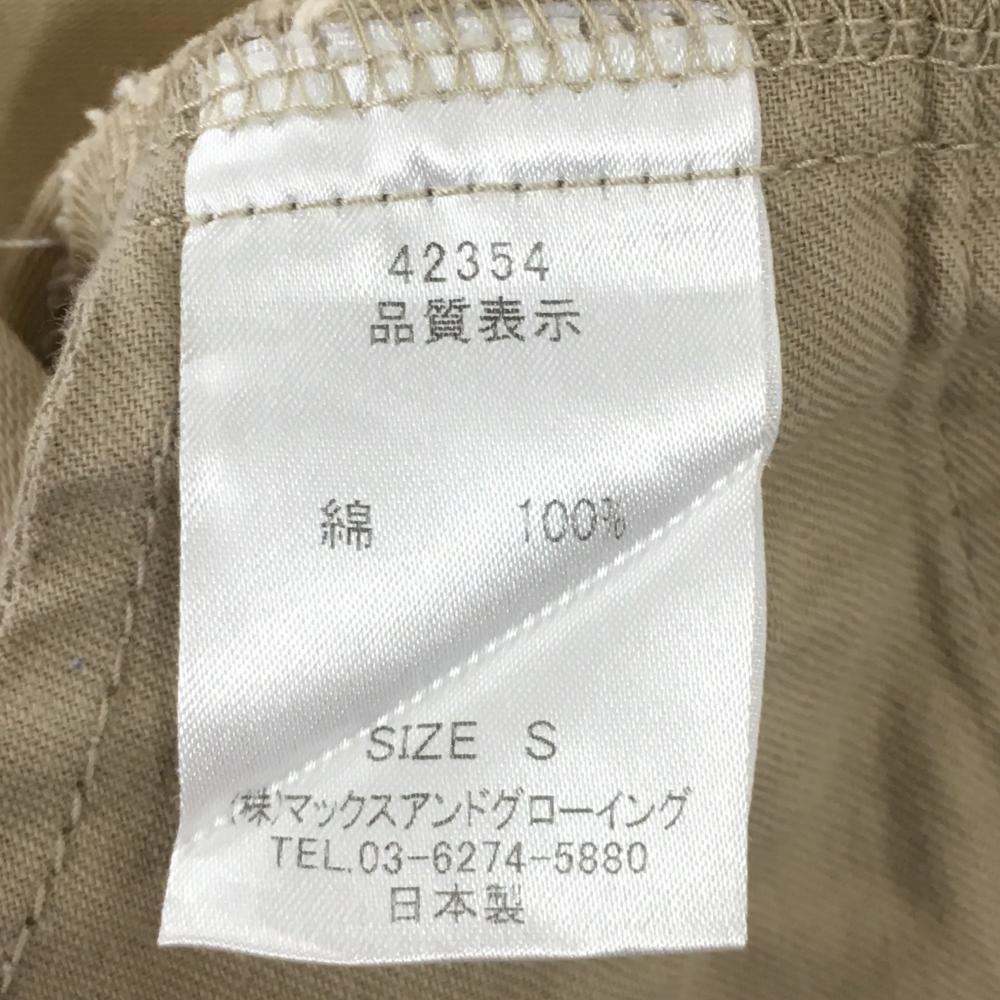 42354
品質表示
綿 100%
SIZE S
(株)マックスアンドグローイング
TEL.03-6274-5880
日本製